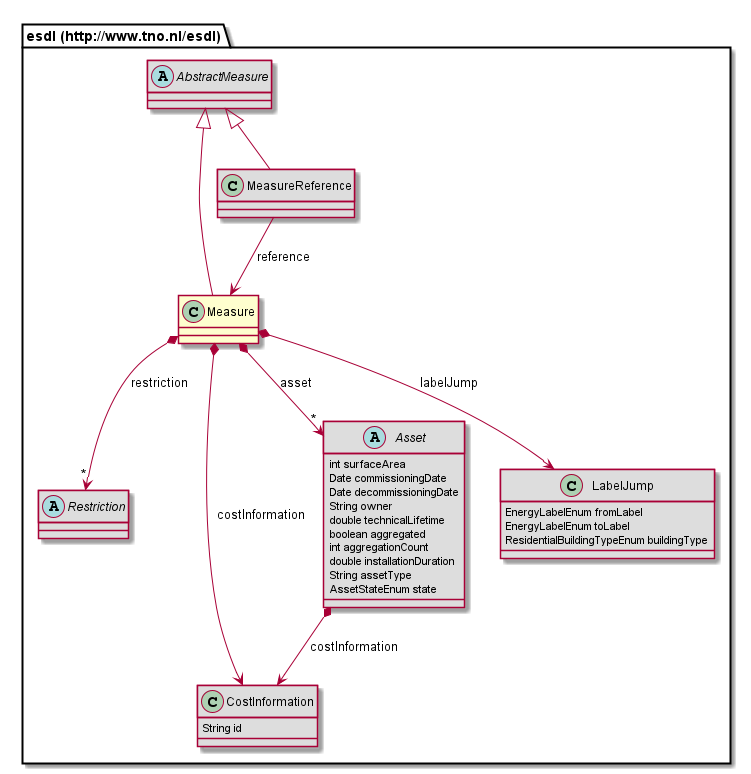 esdl (http://www.tno.nl/esdl)
A AbstractMeasure
C MeasureReference
reference
C Measure
restriction
asset
labelJump
*
*
costInformation
A Restriction
A Asset
int surfaceArea
Date commissioningDate
Date decommissioningDate
String owner
double technicalLifetime
boolean aggregated
int aggregationCount
double installationDuration
String assetType
AssetStateEnum state
C LabelJump
EnergyLabelEnum fromLabel
EnergyLabelEnum toLabel
ResidentialBuildingTypeEnum buildingType
costInformation
C CostInformation
String id